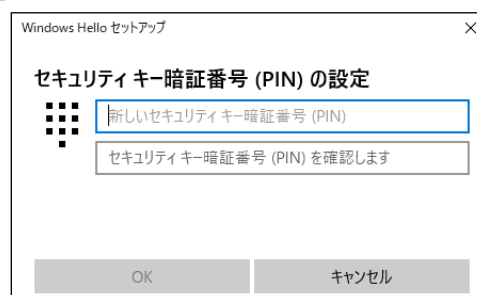 Windows Hello セットアップ
セキュリティ キー暗証番号 (PIN) の設定
新しいセキュリティ キー暗証番号 (PIN)
セキュリティ キー暗証番号 (PIN) を確認します
OK
キャンセル